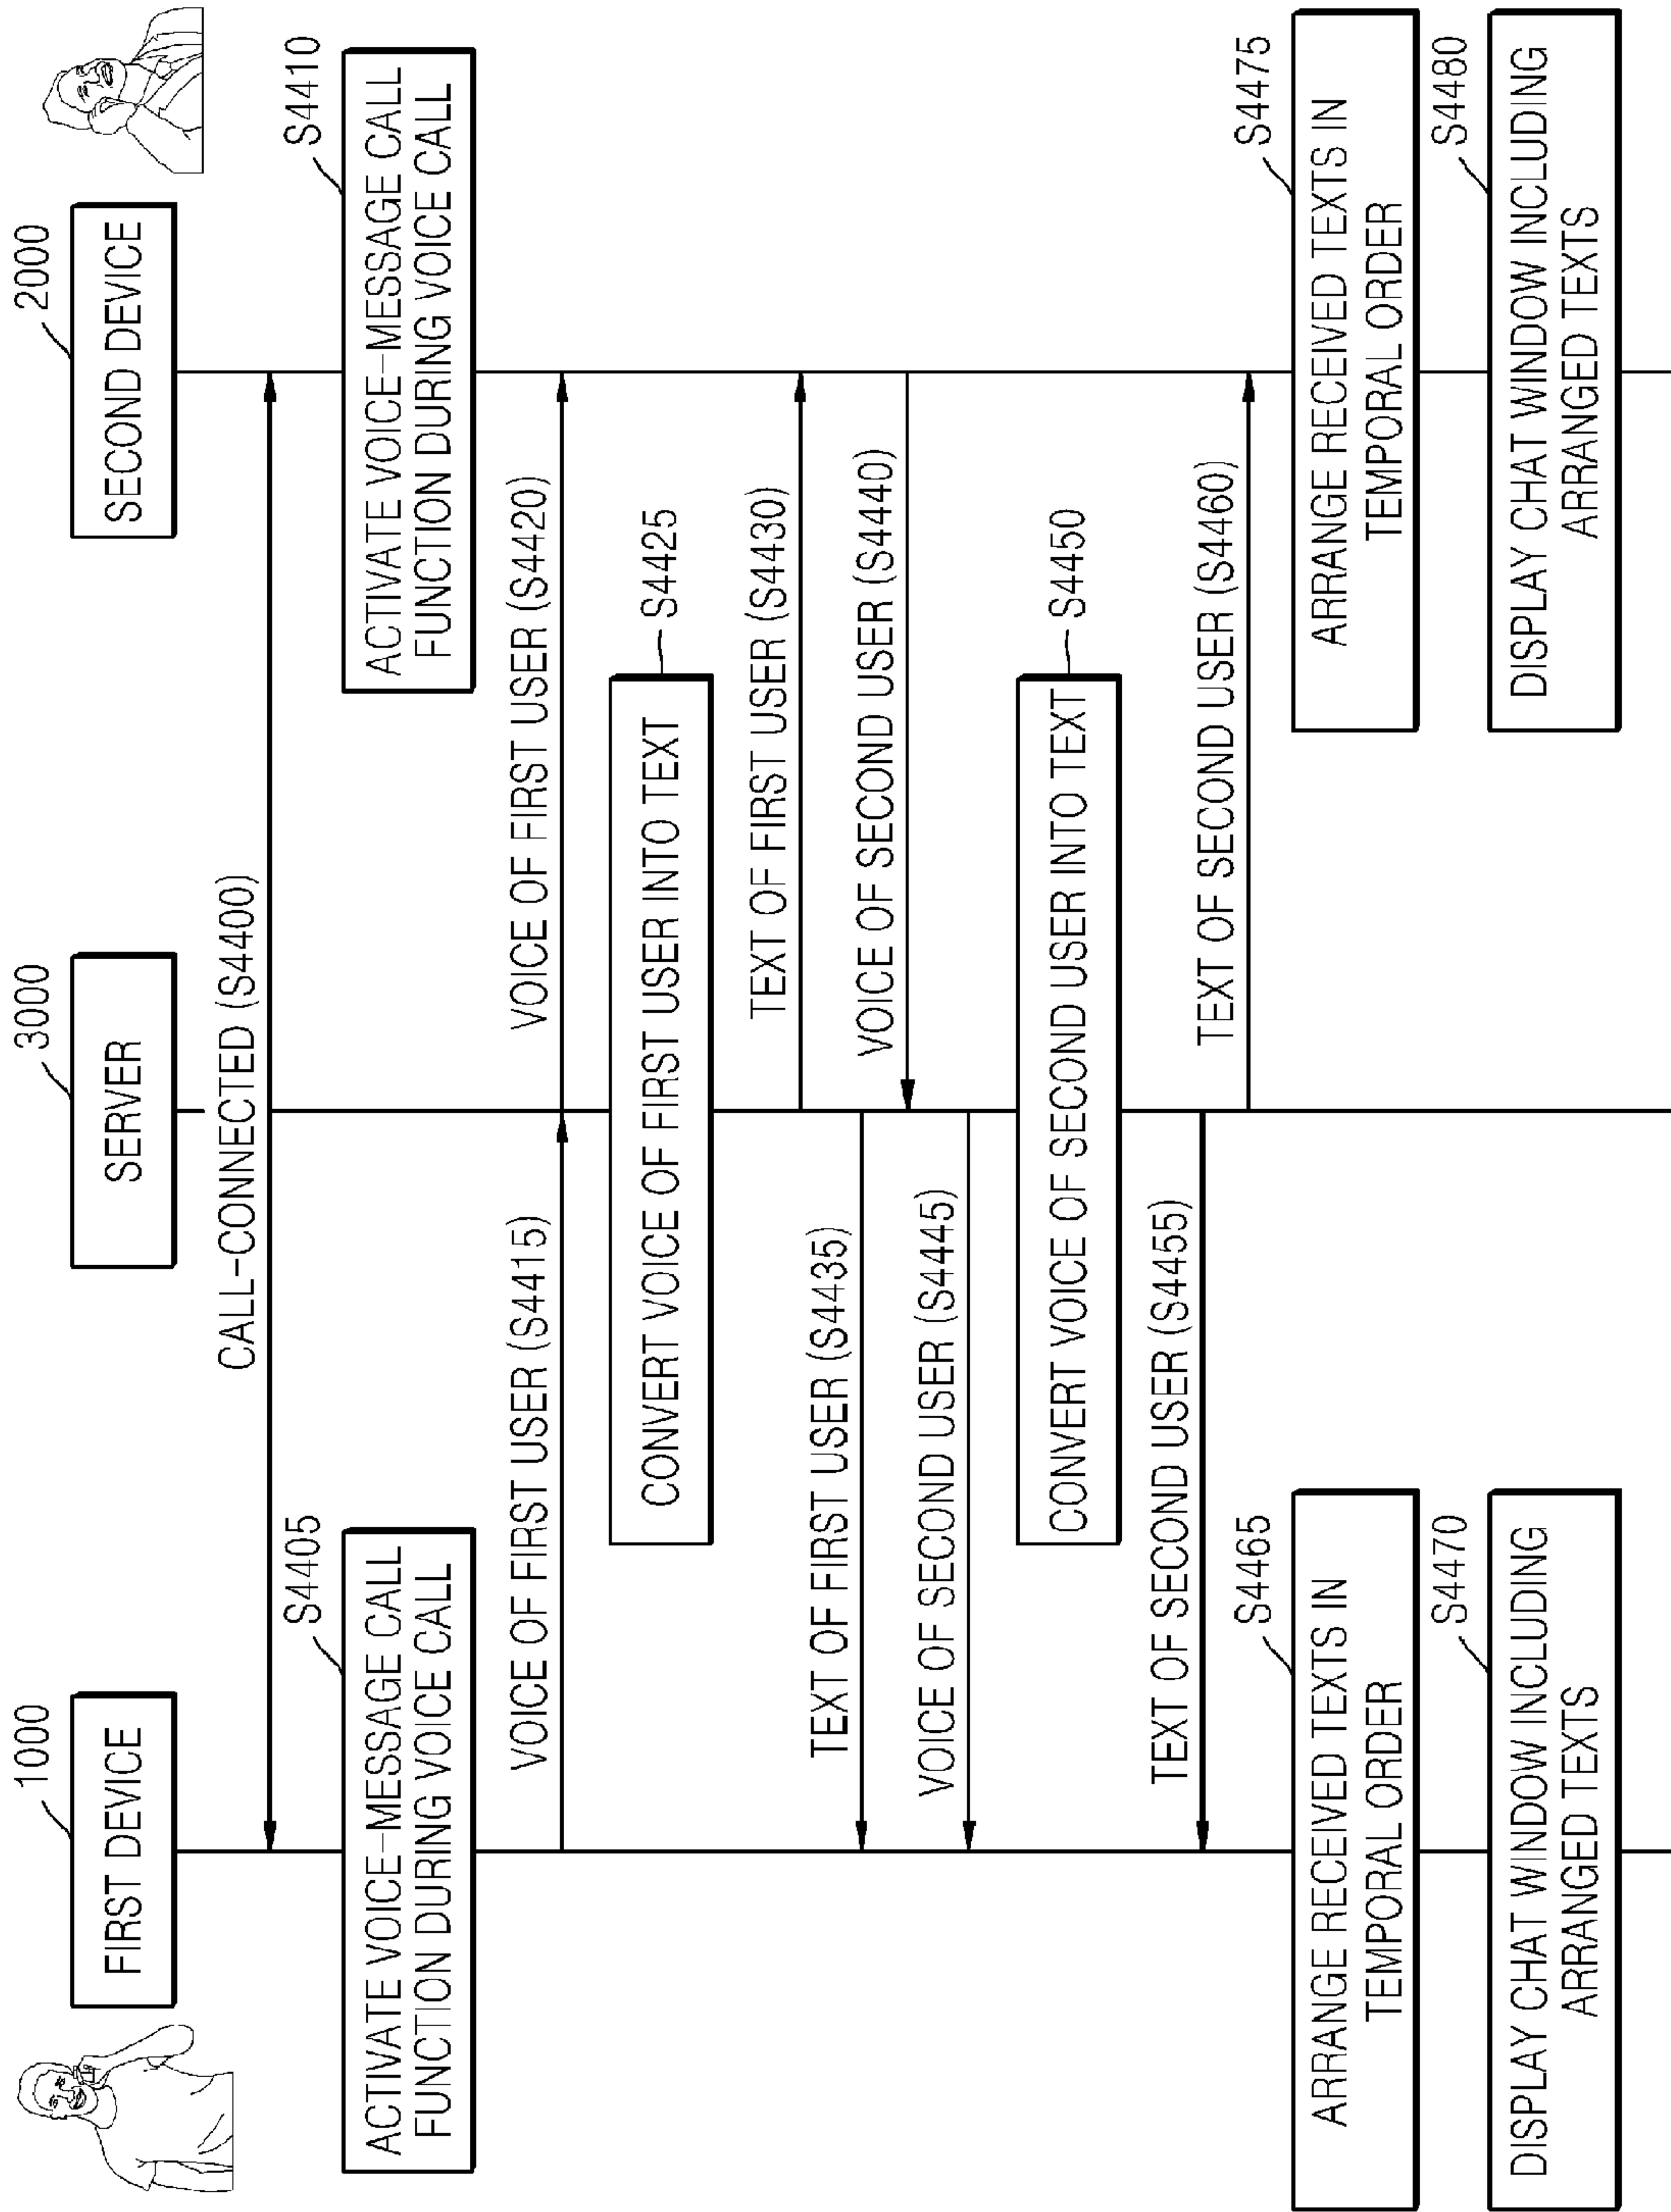 1000
3000
2000
FIRST DEVICE
SERVER
SECOND DEVICE
CALL-CONNECTED (S4400)
S4405
S4410
ACTIVATE VOICE-MESSAGE CALL
FUNCTION DURING VOICE CALL
ACTIVATE VOICE-MESSAGE CALL
FUNCTION DURING VOICE CALL
VOICE OF FIRST USER (S4415)
VOICE OF FIRST USER (S4420)
S4425
CONVERT VOICE OF FIRST USER INTO TEXT
TEXT OF FIRST USER (S4430)
TEXT OF FIRST USER (S4435)
VOICE OF SECOND USER (S4440)
VOICE OF SECOND USER (S4445)
S4450
CONVERT VOICE OF SECOND USER INTO TEXT
TEXT OF SECOND USER (S4455)
TEXT OF SECOND USER (S4460)
S4465
S4475
ARRANGE RECEIVED TEXTS IN
TEMPORAL ORDER
ARRANGE RECEIVED TEXTS IN
TEMPORAL ORDER
S4470
S4480
DISPLAY CHAT WINDOW INCLUDING
ARRANGED TEXTS
DISPLAY CHAT WINDOW INCLUDING
ARRANGED TEXTS